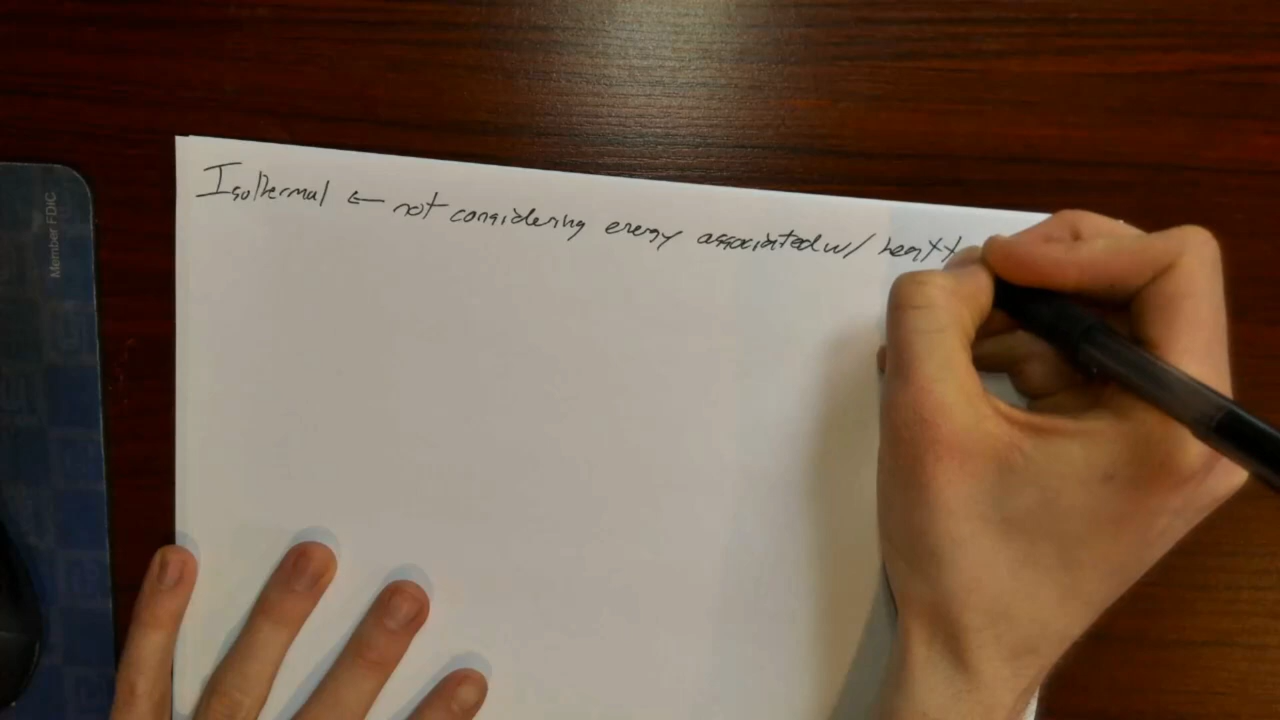 Isothermal ← not considering energy associated w/ heat
Member FDIC